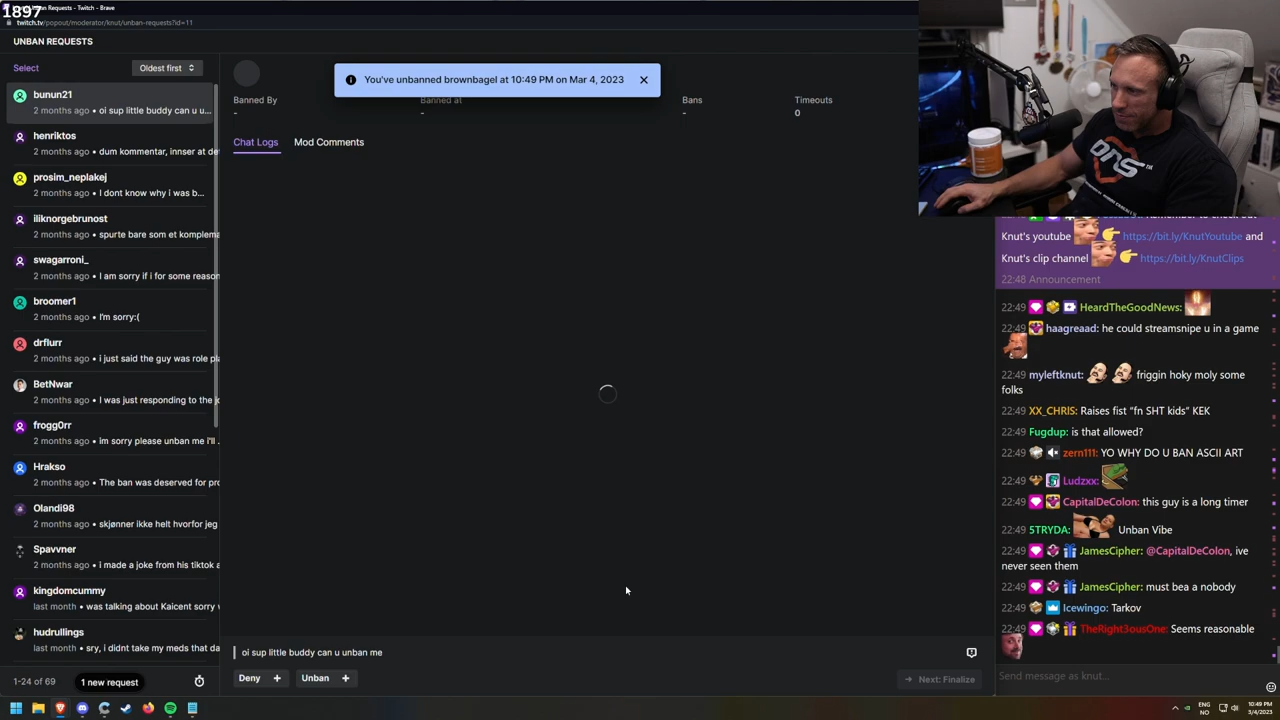 1897
Unban Requests - Twitch - Brave
twitch.tv/popout/moderator/knut/unban-requests?id=11
UNBAN REQUESTS
Select
Oldest first
bunun21
2 months ago • oi sup little buddy can u u...
henriktos
2 months ago • dum kommentar, innser at de
prosim_neplakej
2 months ago • I dont know why i was b...
iliknorgebrunost
2 months ago • spurte bare som et komplema
swagarroni_
2 months ago • I am sorry if i for some reason
broomer1
2 months ago • I'm sorry:(
drflurr
2 months ago • i just said the guy was role pl
BetNwar
2 months ago • I was just responding to the jo
frogg0rr
2 months ago • im sorry please unban me i'll .
Hrakso
2 months ago • The ban was deserved for pro
Olandi98
2 months ago • skjønner ikke helt hvorfor jeg
Spavvner
2 months ago • i made a joke from his tiktok a
kingdomcummy
last month • was talking about Kaicent sorry v
hudrullings
last month • sry, i didnt take my meds that da
1-24 of 69
1 new request
You've unbanned brownbagel at 10:49 PM on Mar 4, 2023
Banned By
-
Banned at
-
Bans
-
Timeouts
0
Chat Logs
Mod Comments
oi sup little buddy can u unban me
Deny +
Unban +
Next: Finalize
Knut's youtube https://bit.ly/KnutYoutube and
Knut's clip channel https://bit.ly/KnutClips
22:48 Announcement
22:49 HeardTheGoodNews:
22:49 haagreaad: he could streamsnipe u in a game
22:49 myleftknut: friggin hoky moly some
folks
22:49 XX_CHRIS: Raises fist “fn SHT kids” KEK
22:49 Fugdup: is that allowed?
22:49 zern111: YO WHY DO U BAN ASCII ART
22:49 Ludzxx:
22:49 CapitalDeColon: this guy is a long timer
22:49 5TRYDA: Unban Vibe
22:49 JamesCipher: @CapitalDeColon, ive
never seen them
22:49 JamesCipher: must bea a nobody
22:49 Icewingo: Tarkov
22:49 TheRight3ousOne: Seems reasonable
Send message as knut...
ENG
NO
10:49 PM
3/4/2023